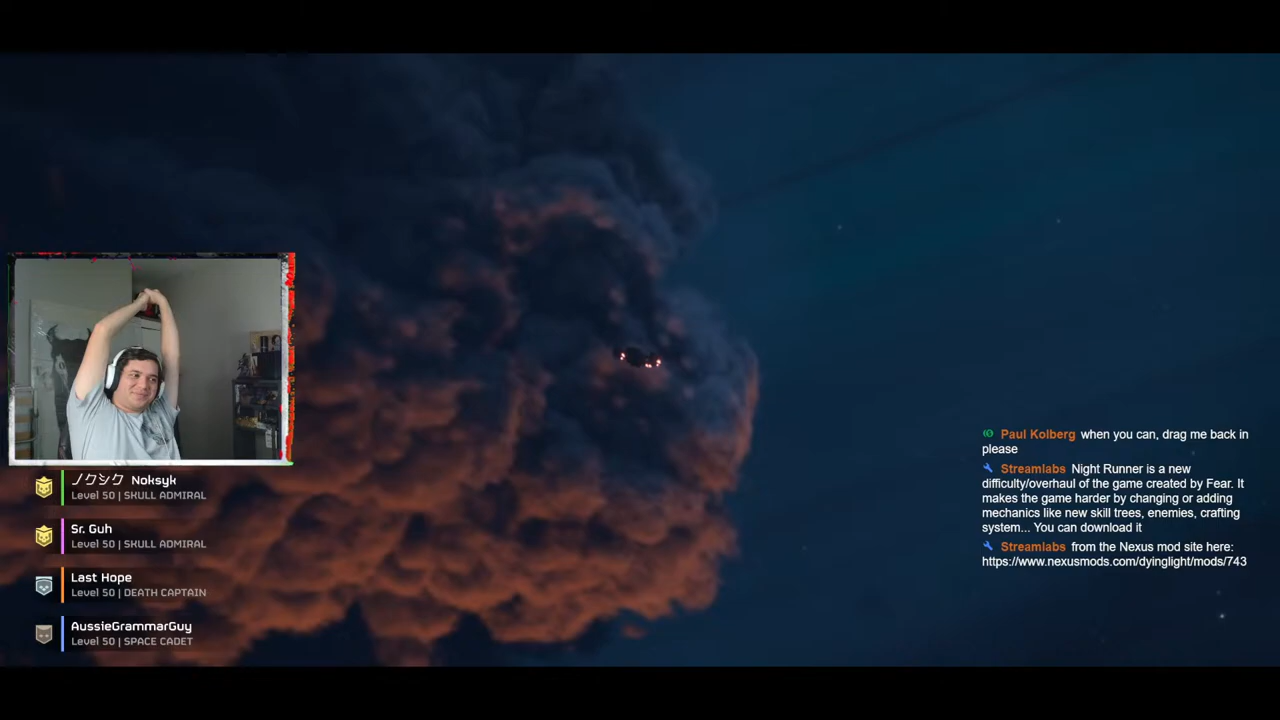 ノクシク Noksyk
Level 50 | SKULL ADMIRAL
Sr. Guh
Level 50 | SKULL ADMIRAL
Last Hope
Level 50 | DEATH CAPTAIN
AussieGrammarGuy
Level 50 | SPACE CADET
Paul Kolberg when you can, drag me back in
please
Streamlabs Night Runner is a new
difficulty/overhaul of the game created by Fear. It
makes the game harder by changing or adding
mechanics like new skill trees, enemies, crafting
system... You can download it
Streamlabs from the Nexus mod site here:
https://www.nexusmods.com/dyinglight/mods/743